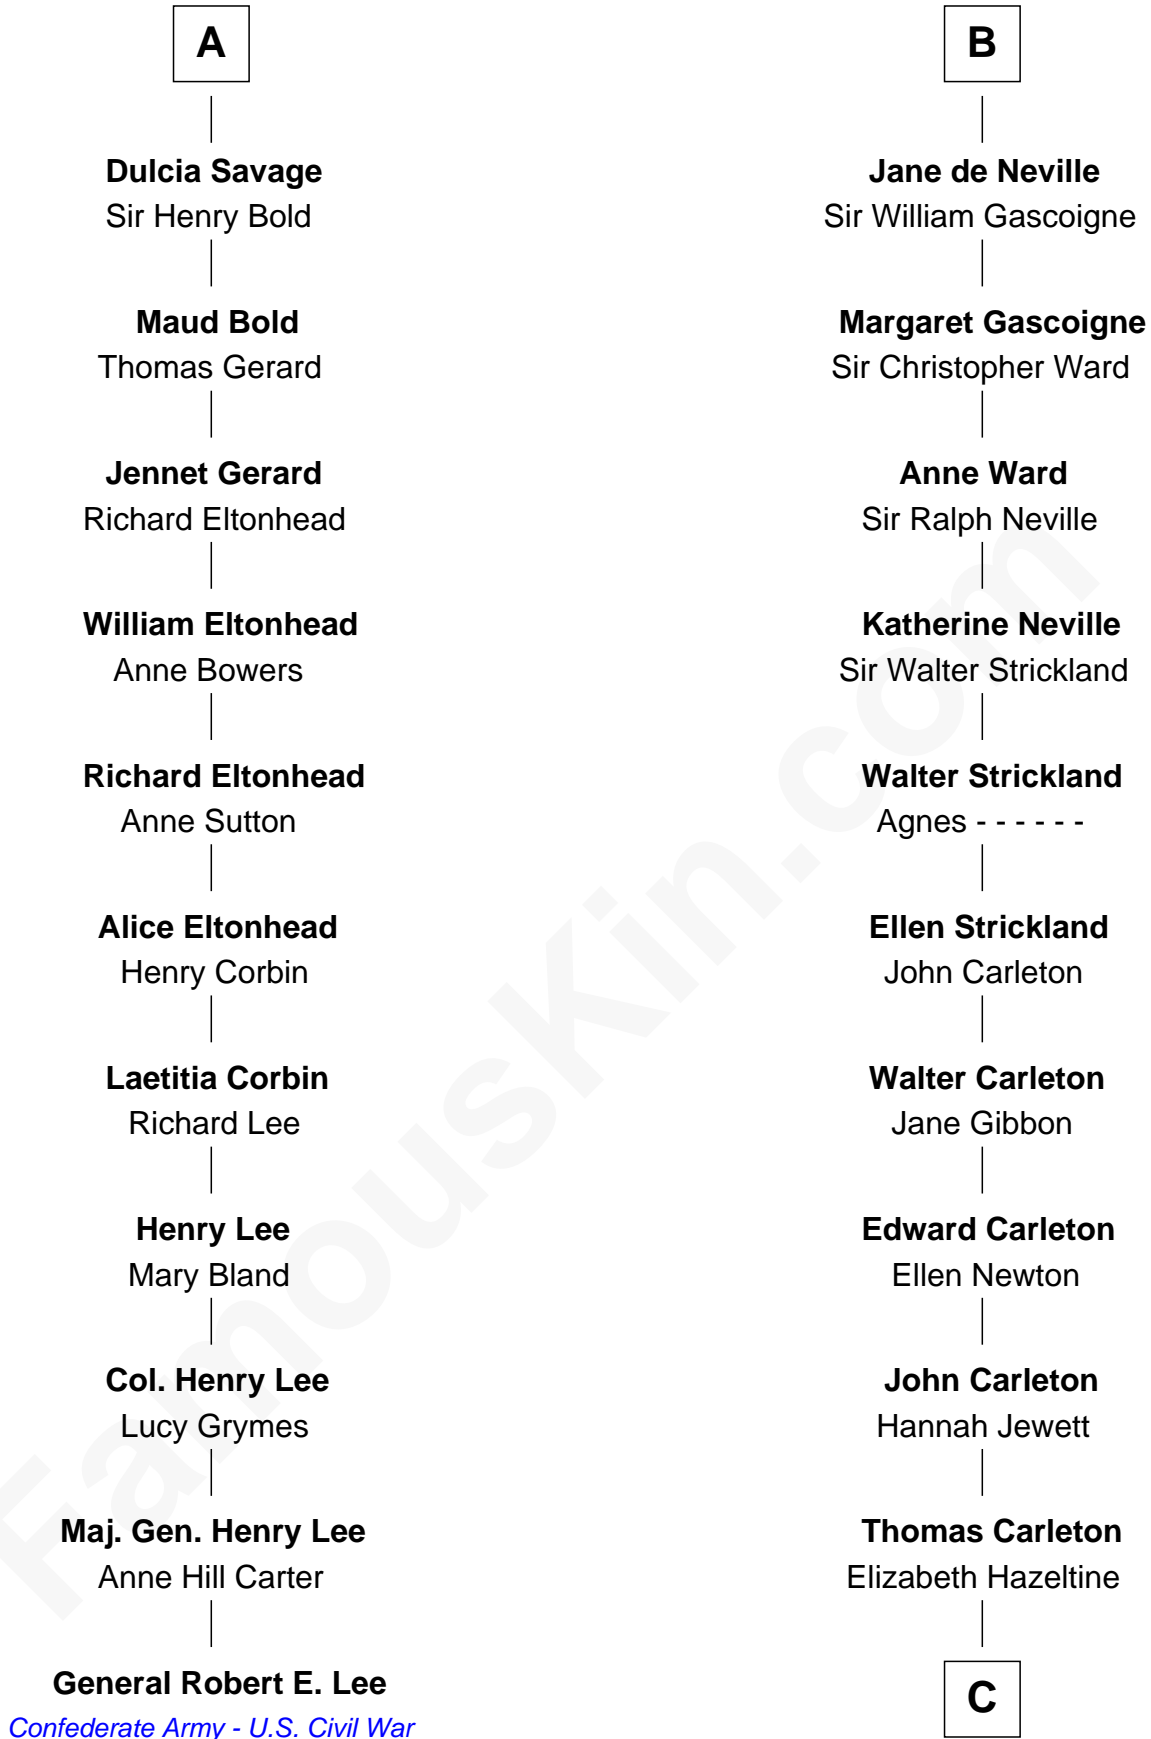 A
Dulcia Savage
Sir Henry Bold
Maud Bold
Thomas Gerard
Jennet Gerard
Richard Eltonhead
William Eltonhead
Anne Bowers
Richard Eltonhead
Anne Sutton
Alice Eltonhead
Henry Corbin
Laetitia Corbin
Richard Lee
Henry Lee
Mary Bland
Col. Henry Lee
Lucy Grymes
Maj. Gen. Henry Lee
Anne Hill Carter
General Robert E. Lee
Confederate Army - U.S. Civil War
B
Jane de Neville
Sir William Gascoigne
Margaret Gascoigne
Sir Christopher Ward
Anne Ward
Sir Ralph Neville
Katherine Neville
Sir Walter Strickland
Walter Strickland
Agnes - - - - - -
Ellen Strickland
John Carleton
Walter Carleton
Jane Gibbon
Edward Carleton
Ellen Newton
John Carleton
Hannah Jewett
Thomas Carleton
Elizabeth Hazeltine
C
FamousKin.com